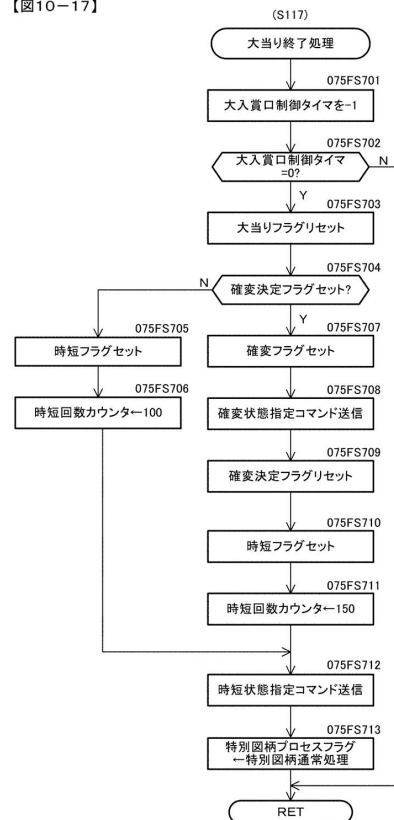 【図10-17】
(S117)
大当り終了処理
075FS701
大入賞口制御タイマを-1
075FS702
大入賞口制御タイマ
=0?
N
Y
075FS703
大当りフラグリセット
075FS704
N
確変決定フラグセット?
Y
075FS705
時短フラグセット
075FS707
確変フラグセット
075FS706
時短回数カウンタ←100
075FS708
確変状態指定コマンド送信
075FS709
確変決定フラグリセット
075FS710
時短フラグセット
075FS711
時短回数カウンタ←150
075FS712
時短状態指定コマンド送信
075FS713
特別図柄プロセスフラグ
←特別図柄通常処理
RET